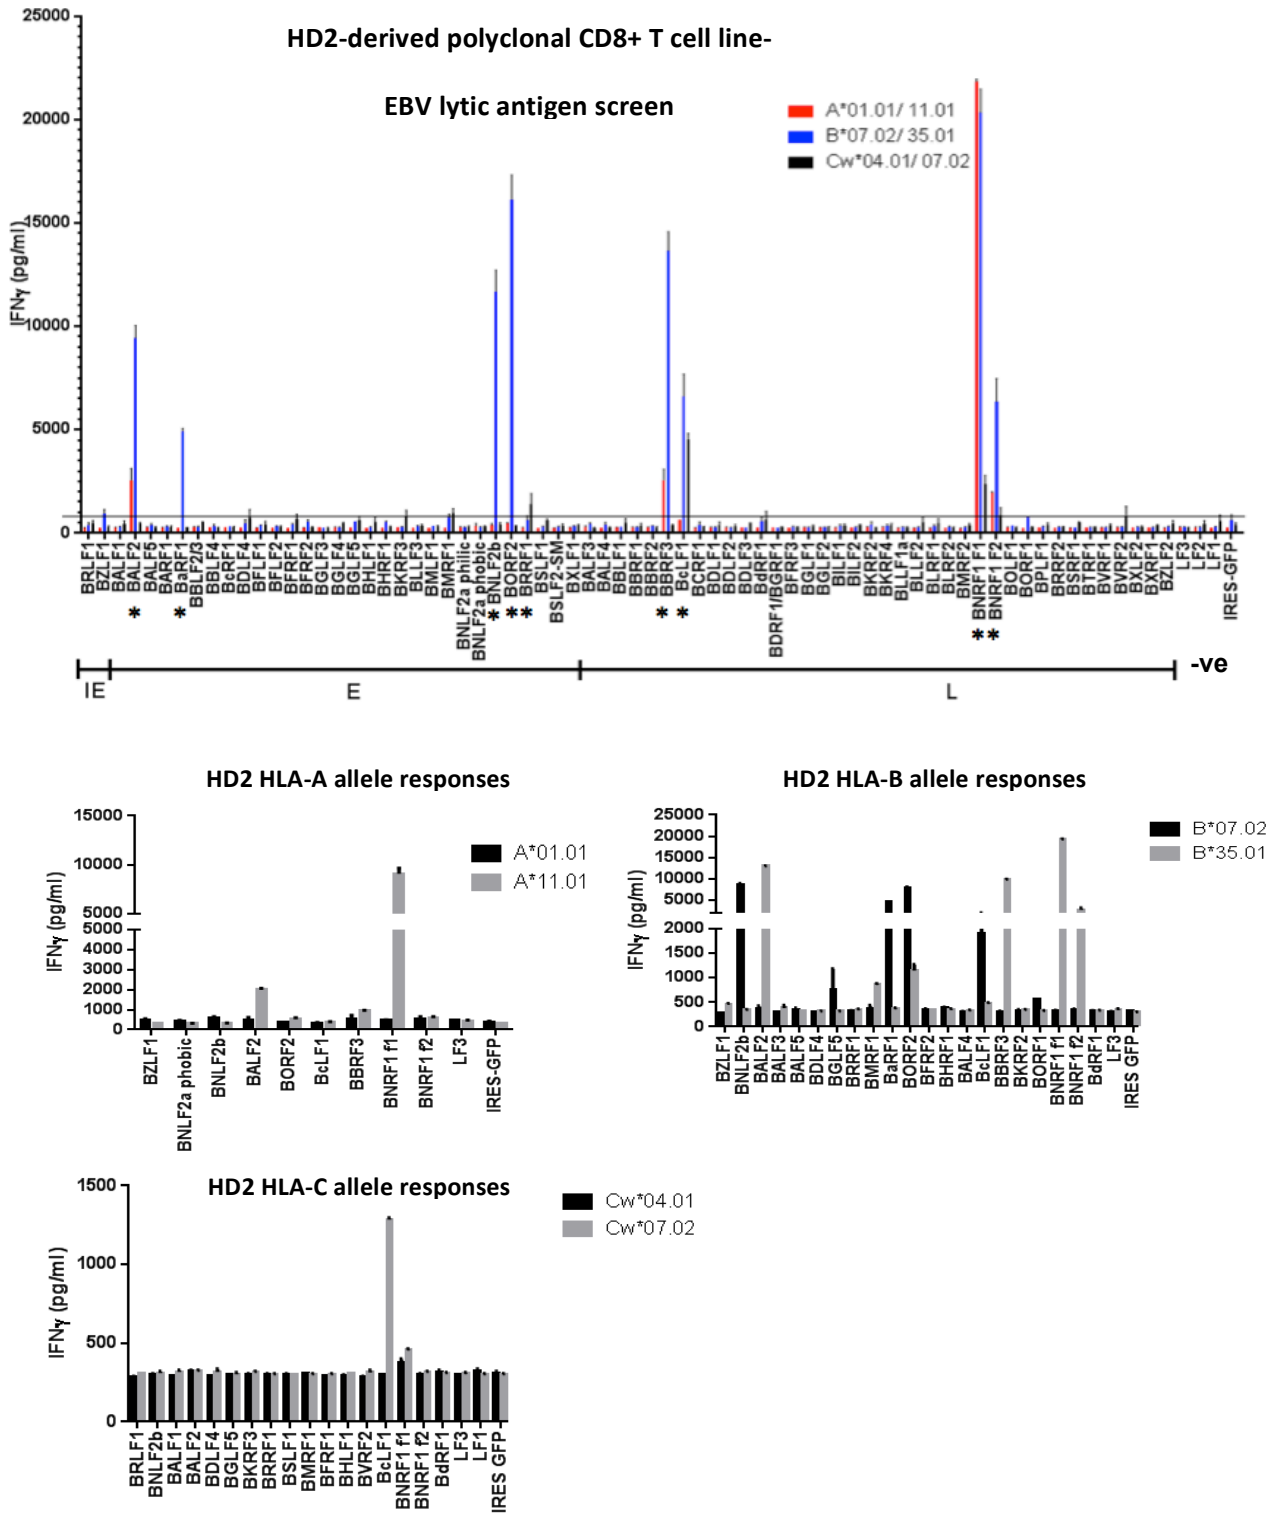 HD2-derived polyclonal CD8+ T cell line-
EBV lytic antigen screen
A*01.01/ 11.01
B*07.02/ 35.01
Cw*04.01/ 07.02
IFNγ (pg/ml)
25000
20000
15000
10000
5000
0
BRLF1
BZLF1
BALF1
BALF2
BALF5
BARF1
BaRF1
BBLF2/3
BBLF4
BcRF1
BDLF4
BFLF1
BFLF2
BFRF1
BFRF2
BGLF3
BGLF4
BGLF5
BHLF1
BHRF1
BKRF3
BLLF3
BMLF1
BMRF1
BNLF2a philic
BNLF2a phobic
BNLF2b
BORF2
BRRF1
BSLF1
BSLF2-SM
BXLF1
BALF3
BALF4
BBLF1
BBRF1
BBRF2
BBRF3
BcLF1
BCRF1
BDLF1
BDLF2
BDLF3
BdRF1
BDRF1/BGRF1
BFRF3
BGLF1
BGLF2
BILF1
BILF2
BKRF2
BKRF4
BLLF1a
BLLF2
BLRF1
BLRF2
BMRF2
BNRF1 F1
BNRF1 F2
BOLF1
BORF1
BPLF1
BRRF2
BSRF1
BTRF1
BVRF1
BVRF2
BXLF2
BXRF1
BZLF2
LF3
LF2
LF1
IRES-GFP
* * * * * * * * *
IE
E
L
-ve
HD2 HLA-A allele responses
A*01.01
A*11.01
IFNγ (pg/ml)
15000
10000
5000
5000
4000
3000
2000
1000
0
BZLF1
BNLF2a phobic
BNLF2b
BALF2
BORF2
BcLF1
BBRF3
BNRF1 f1
BNRF1 f2
LF3
IRES-GFP
HD2 HLA-B allele responses
B*07.02
B*35.01
IFNγ (pg/ml)
25000
20000
15000
10000
5000
2000
1500
1000
500
0
BZLF1
BNLF2b
BALF2
BALF3
BALF5
BDLF4
BGLF5
BRRF1
BMRF1
BaRF1
BORF2
BFRF2
BHRF1
BALF4
BcLF1
BBRF3
BKRF2
BORF1
BNRF1 f1
BNRF1 f2
BdRF1
LF3
IRES GFP
HD2 HLA-C allele responses
Cw*04.01
Cw*07.02
IFNγ (pg/ml)
1500
1000
500
0
BRLF1
BNLF2b
BALF1
BALF2
BDLF4
BGLF5
BKRF3
BRRF1
BSLF1
BMRF1
BFRF1
BHLF1
BVRF2
BcLF1
BNRF1 f1
BNRF1 f2
BdRF1
LF3
LF1
IRES GFP